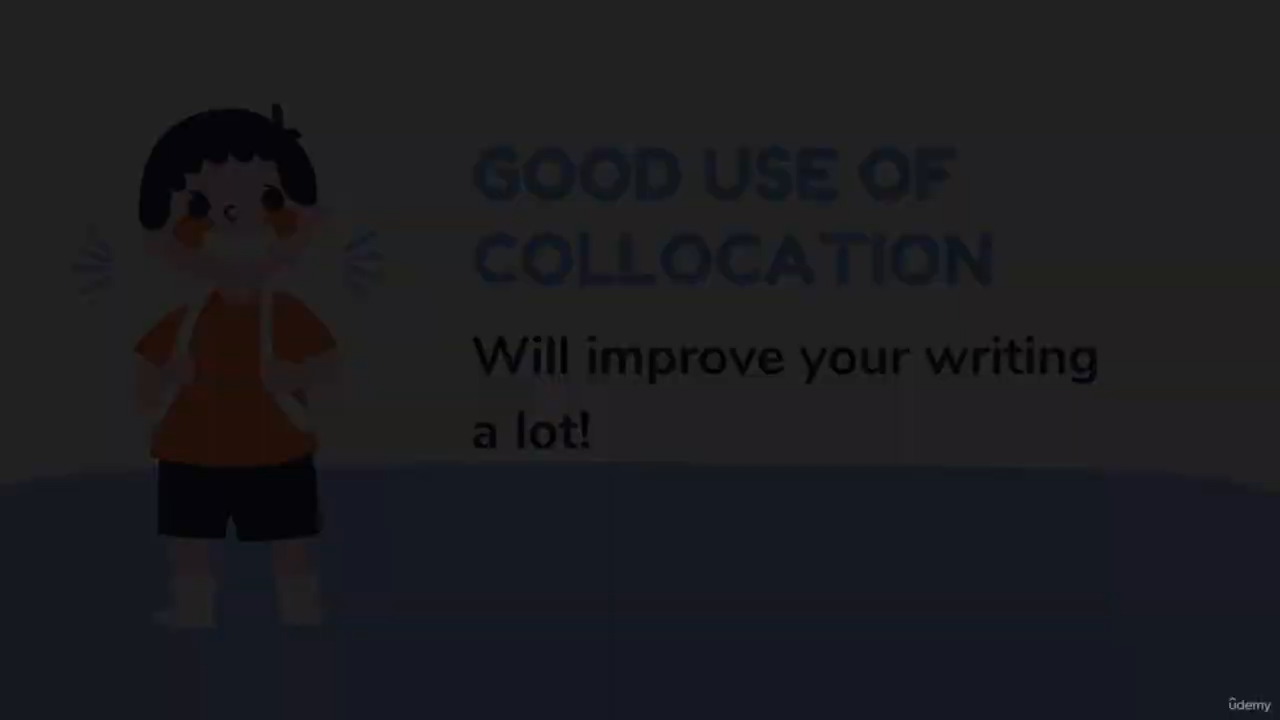 GOOD USE OF
COLLOCATION
Will improve your writing
a lot!
ûdemy